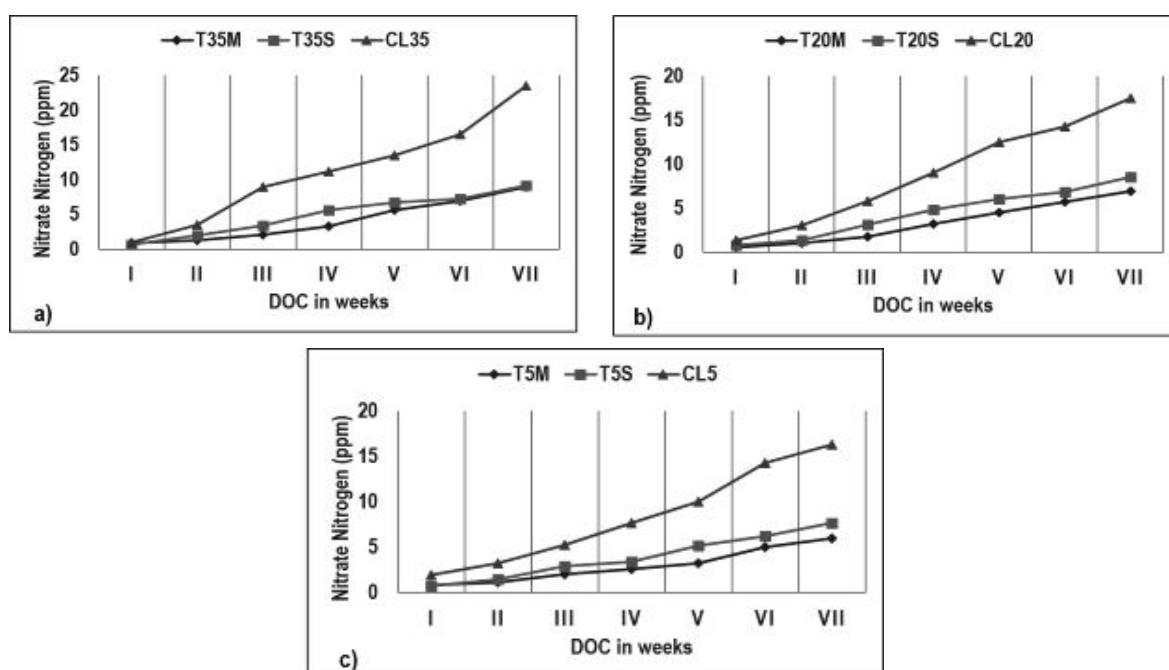 T35M T35S CL35
Nitrate Nitrogen (ppm)
25
20
15
10
5
0
I II III IV V VI VII
DOC in weeks
a)
T20M T20S CL20
Nitrate Nitrogen (ppm)
20
15
10
5
0
I II III IV V VI VII
DOC in weeks
b)
T5M T5S CL5
Nitrate Nitrogen (ppm)
20
15
10
5
0
I II III IV V VI VII
DOC in weeks
c)